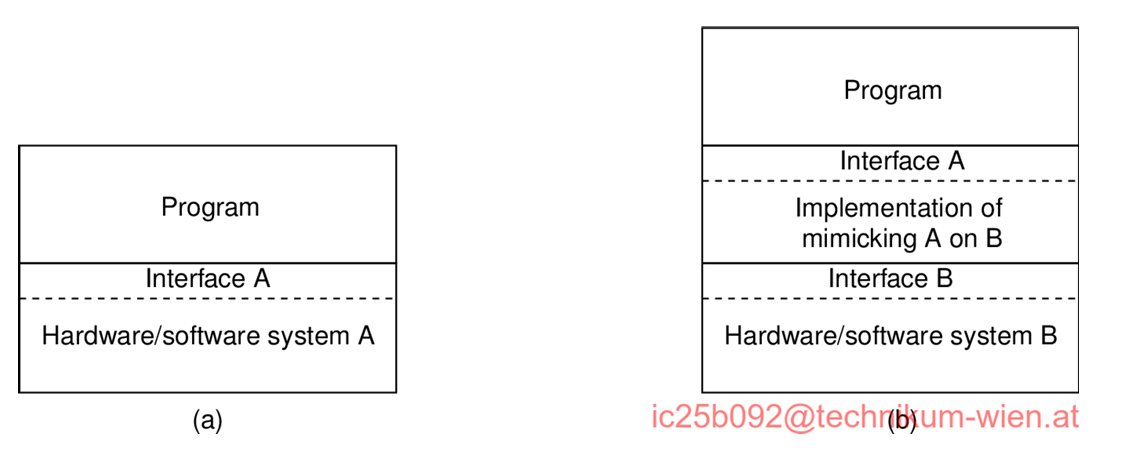 Program
Interface A
Hardware/software system A
(a)
Program
Interface A
Implementation of
mimicking A on B
Interface B
Hardware/software system B
(b)
ic25b092@technikum-wien.at